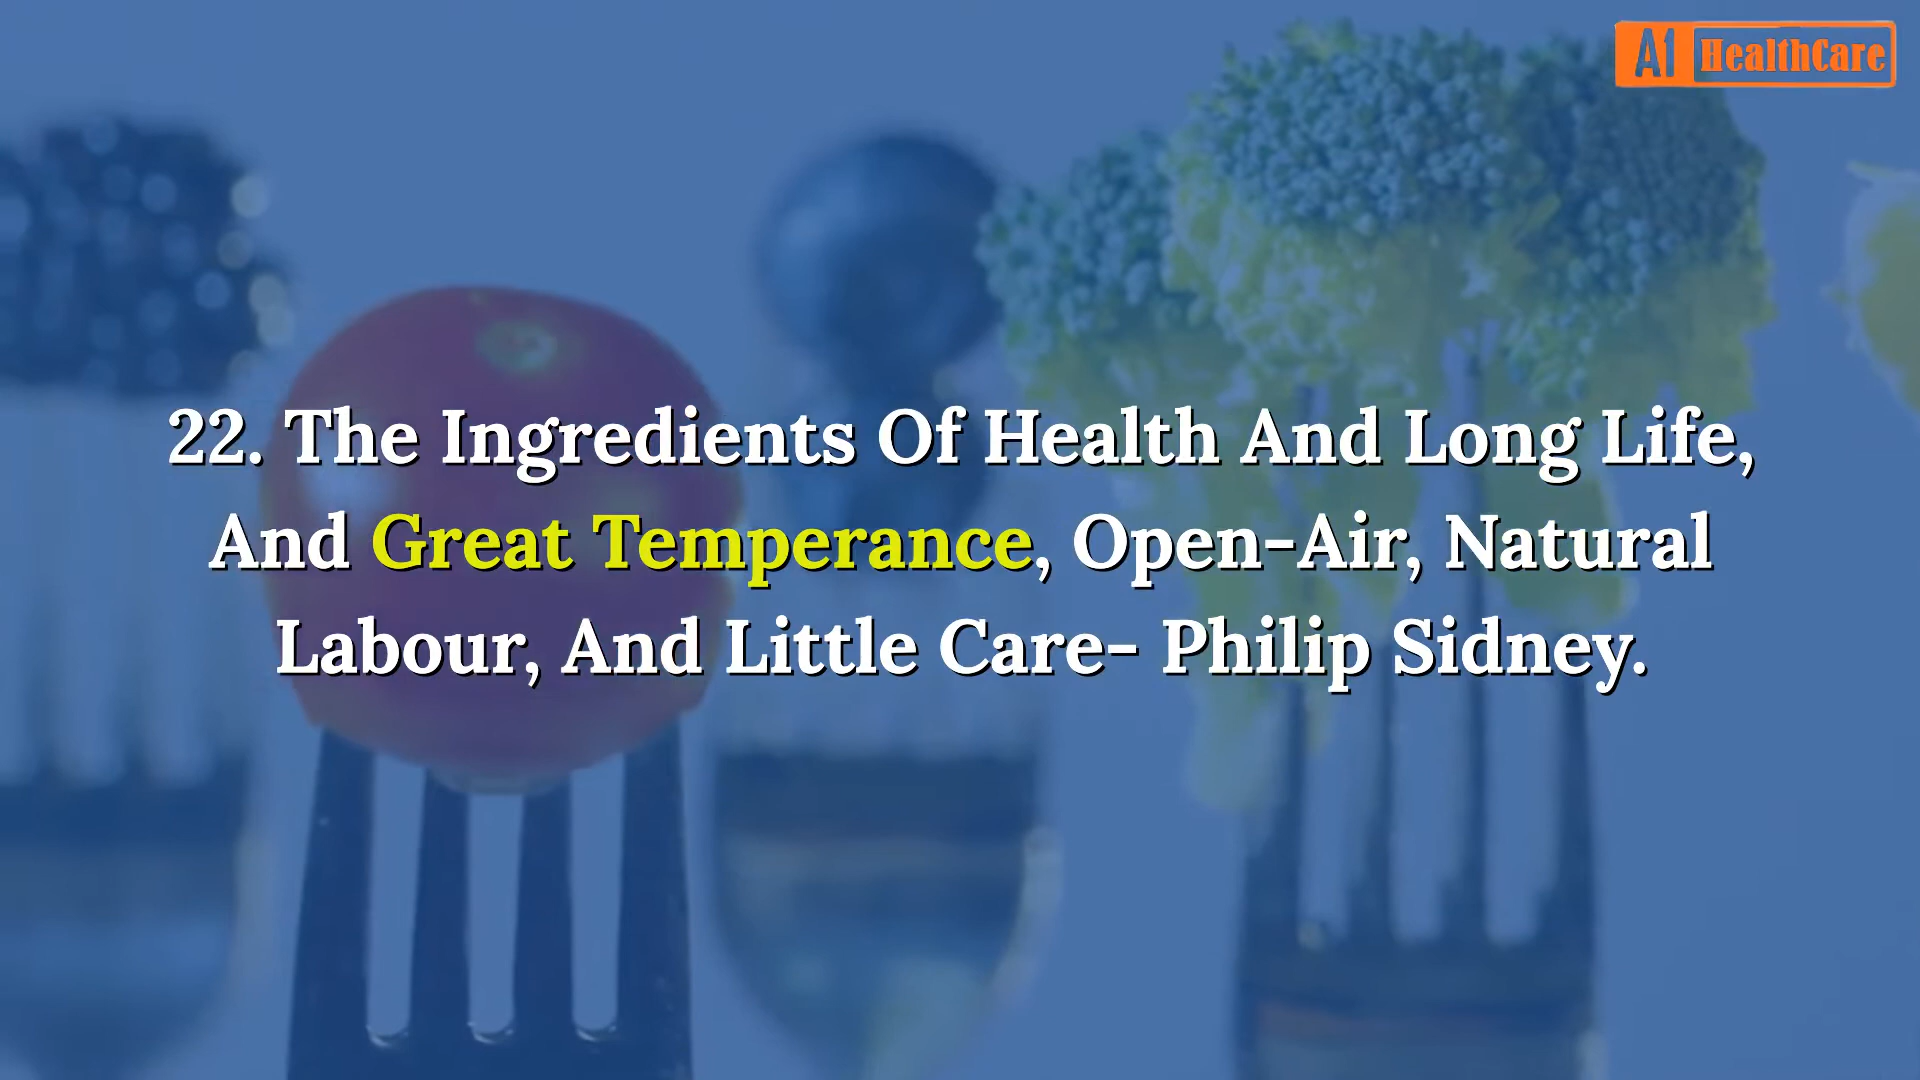 A1 HealthCare
22. The Ingredients Of Health And Long Life,
And Great Temperance, Open-Air, Natural
Labour, And Little Care- Philip Sidney.